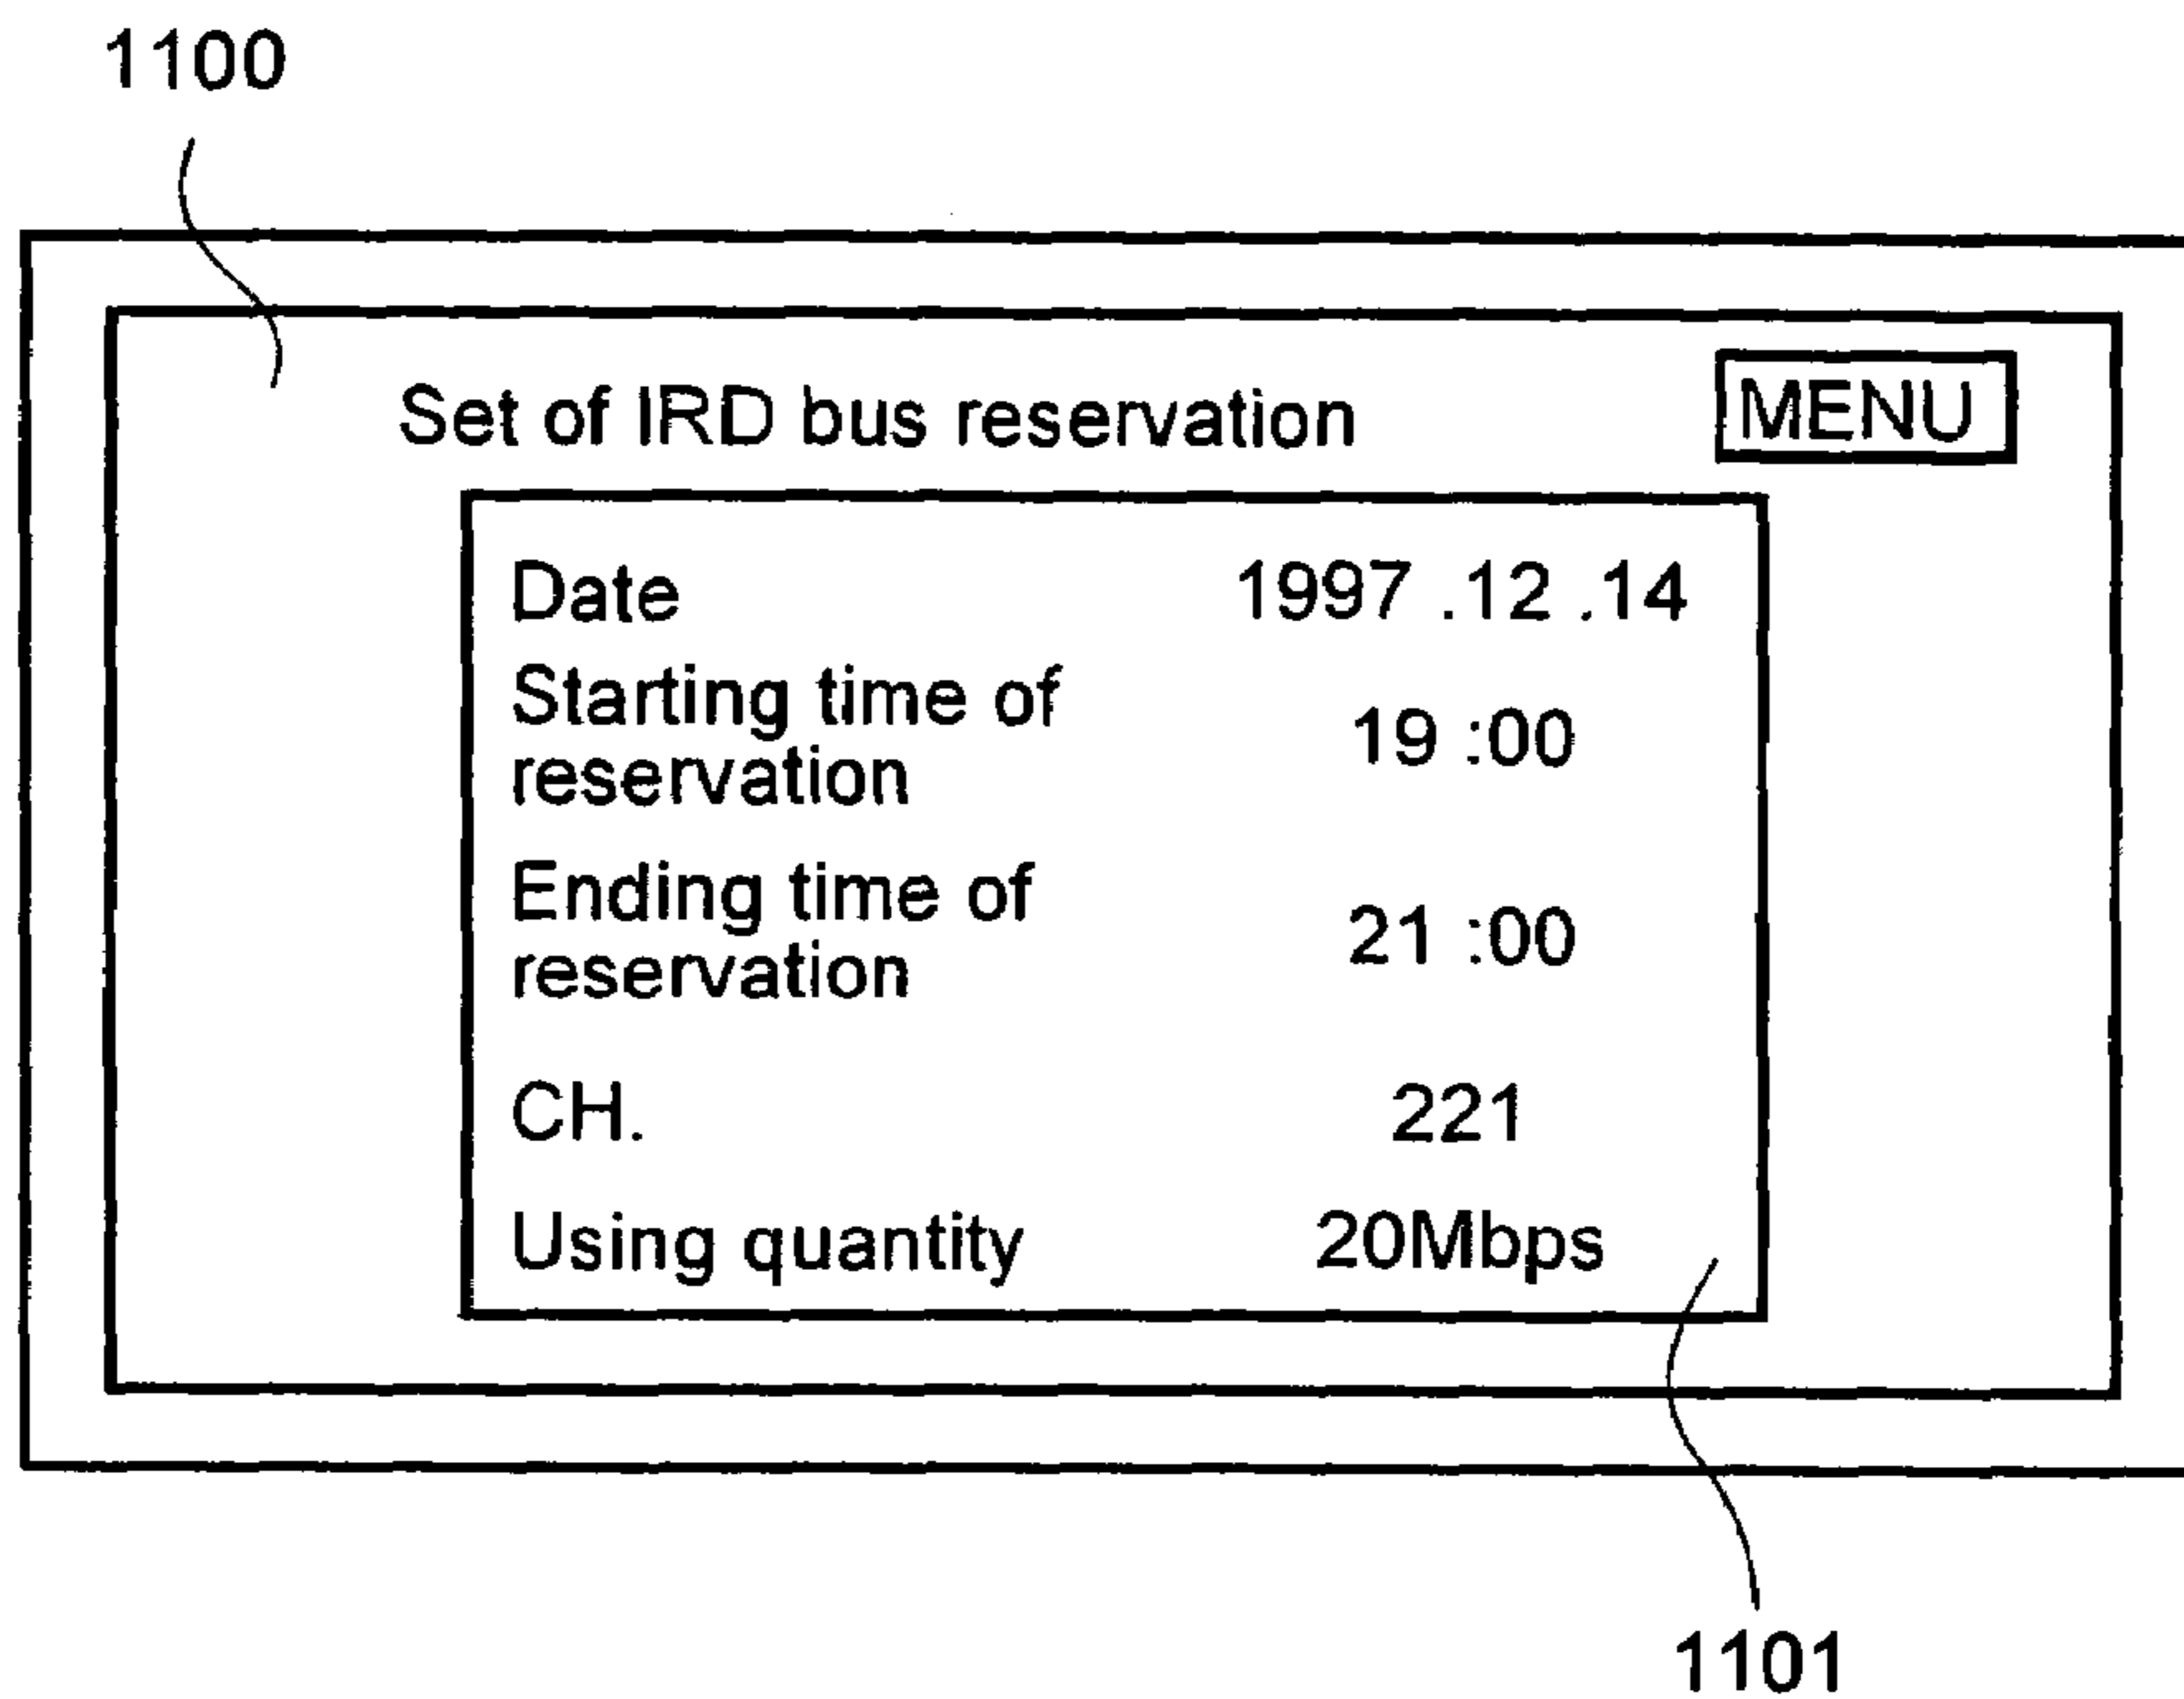 1100
Set of IRD bus reservation MENU
Date 1997 .12 .14
Starting time of
reservation 19 :00
Ending time of
reservation 21 :00
CH. 221
Using quantity 20Mbps
1101